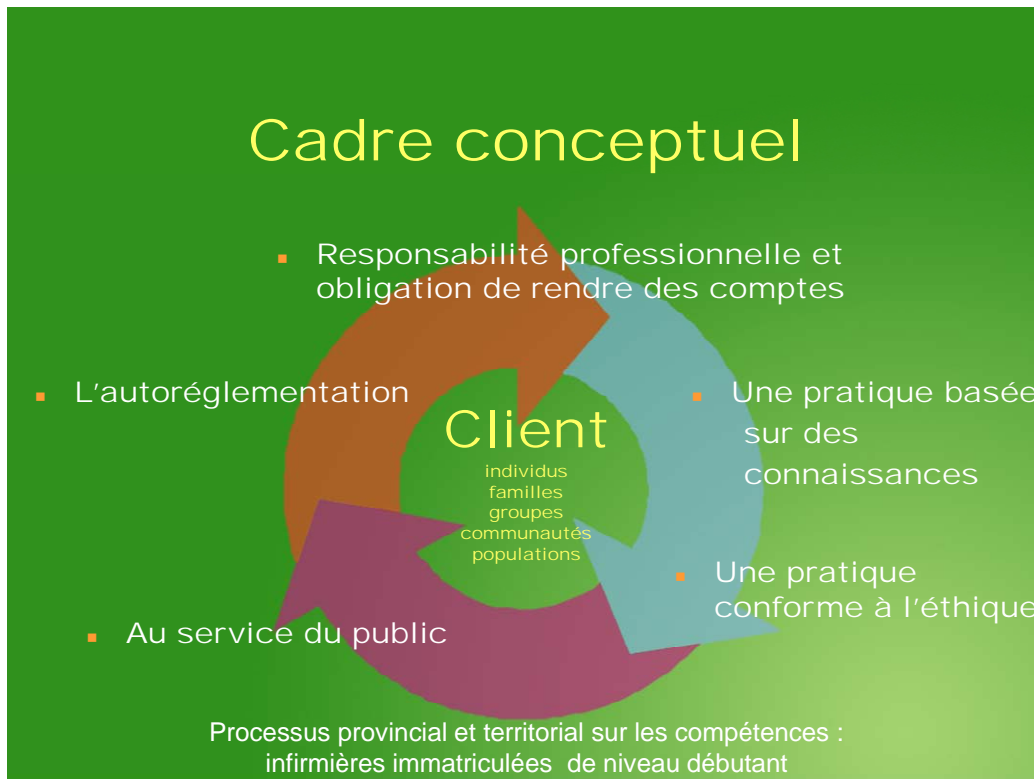 Cadre conceptuel
▪ Responsabilité professionnelle et
obligation de rendre des comptes
▪ L'autoréglementation
▪ Une pratique basée
sur des
connaissances
Client
individus
familles
groupes
communautés
populations
▪ Une pratique
conforme à l'éthique
▪ Au service du public
Processus provincial et territorial sur les compétences :
infirmières immatriculées de niveau débutant